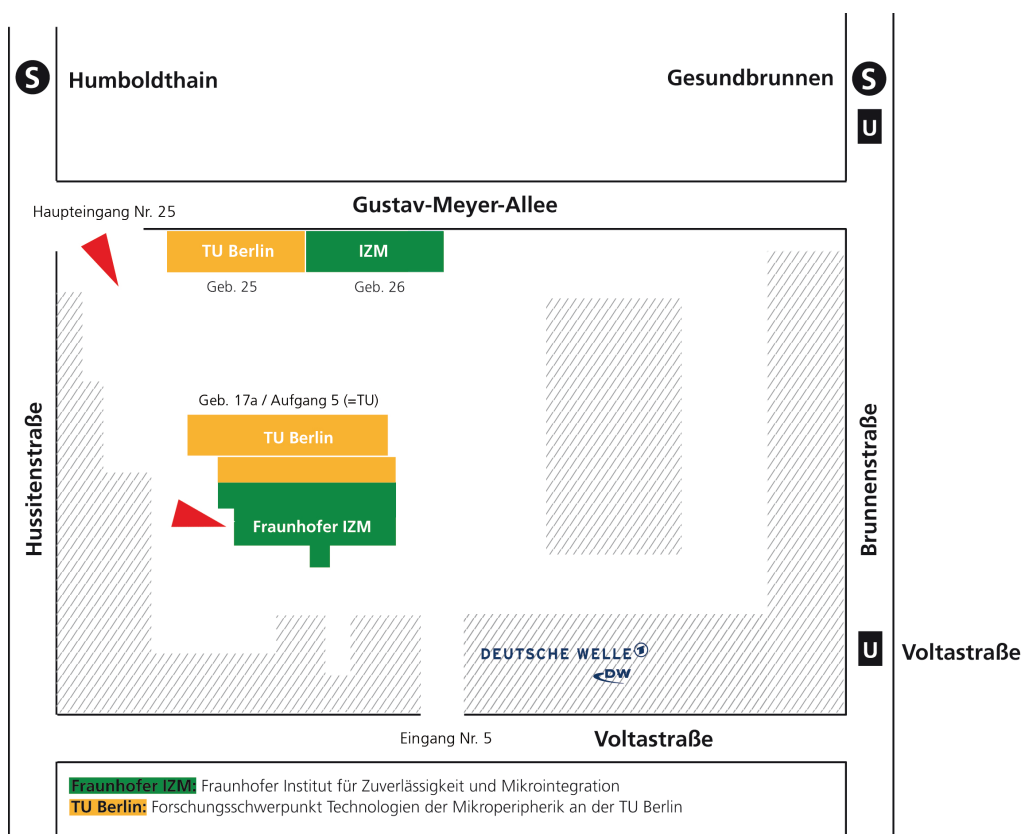 S Humboldthain
Gesundbrunnen S
U
Haupteingang Nr. 25
Gustav-Meyer-Allee
TU Berlin
IZM
Geb. 25
Geb. 26
Geb. 17a / Aufgang 5 (=TU)
TU Berlin
Fraunhofer IZM
Hussitenstraße
Brunnenstraße
DEUTSCHE WELLE
DW
U Voltastraße
Eingang Nr. 5
Voltastraße
Fraunhofer IZM: Fraunhofer Institut für Zuverlässigkeit und Mikrointegration
TU Berlin: Forschungsschwerpunkt Technologien der Mikroperipherik an der TU Berlin